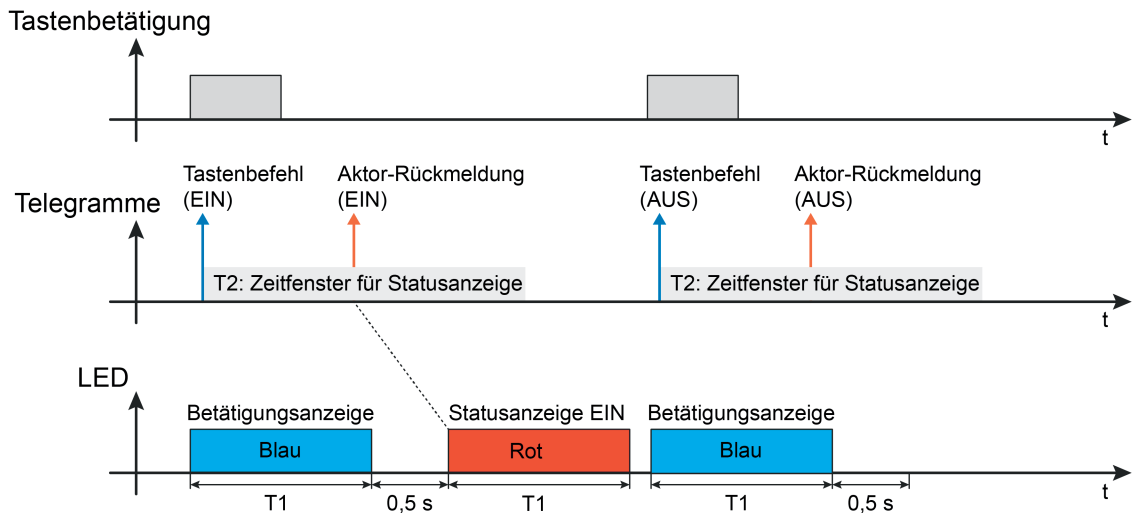 Tastenbetätigung
t
Tastenbefehl
(EIN)
Aktor-Rückmeldung
(EIN)
Tastenbefehl
(AUS)
Aktor-Rückmeldung
(AUS)
Telegramme
T2: Zeitfenster für Statusanzeige
T2: Zeitfenster für Statusanzeige
t
LED
Betätigungsanzeige
Statusanzeige EIN
Betätigungsanzeige
Blau
Rot
Blau
t
T1
0,5 s
T1
T1
0,5 s